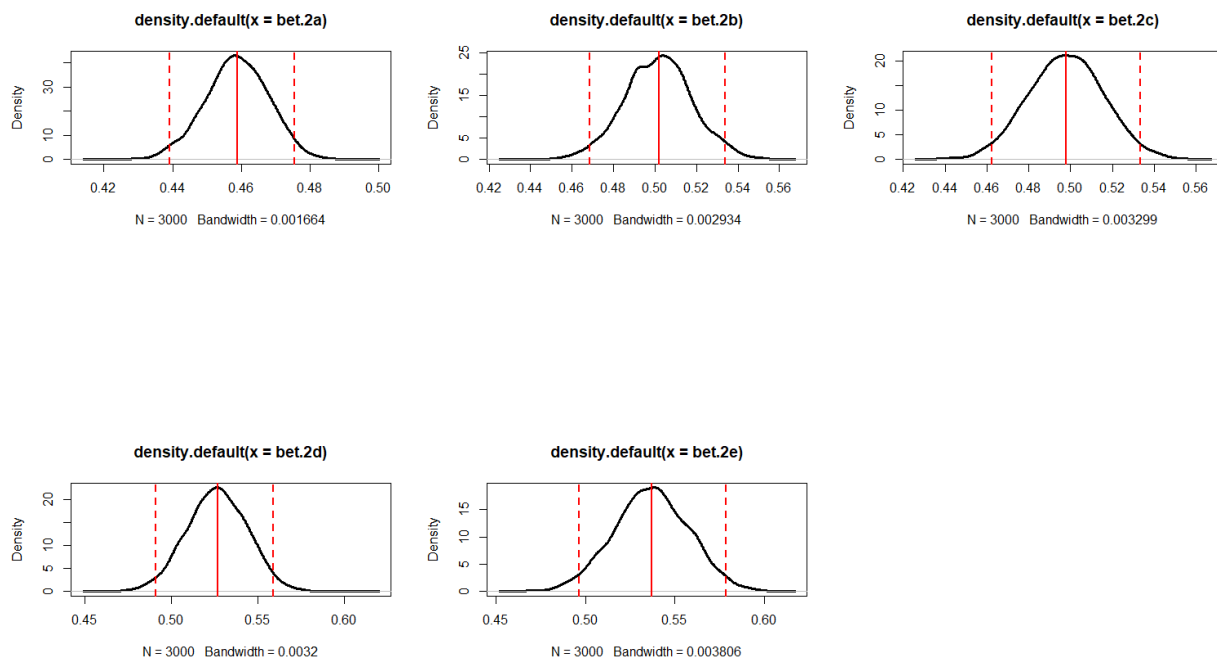 density.default(x = bet.2a)
Density
10
30
0.42 0.44 0.46 0.48 0.50
N = 3000 Bandwidth = 0.001664
density.default(x = bet.2b)
Density
0
5
15
25
0.42 0.44 0.46 0.48 0.50 0.52 0.54 0.56
N = 3000 Bandwidth = 0.002934
density.default(x = bet.2c)
Density
0
5
10
20
0.42 0.44 0.46 0.48 0.50 0.52 0.54 0.56
N = 3000 Bandwidth = 0.003299
density.default(x = bet.2d)
Density
0
5
10
20
0.45 0.50 0.55 0.60
N = 3000 Bandwidth = 0.0032
density.default(x = bet.2e)
Density
0
5
10
15
0.45 0.50 0.55 0.60
N = 3000 Bandwidth = 0.003806